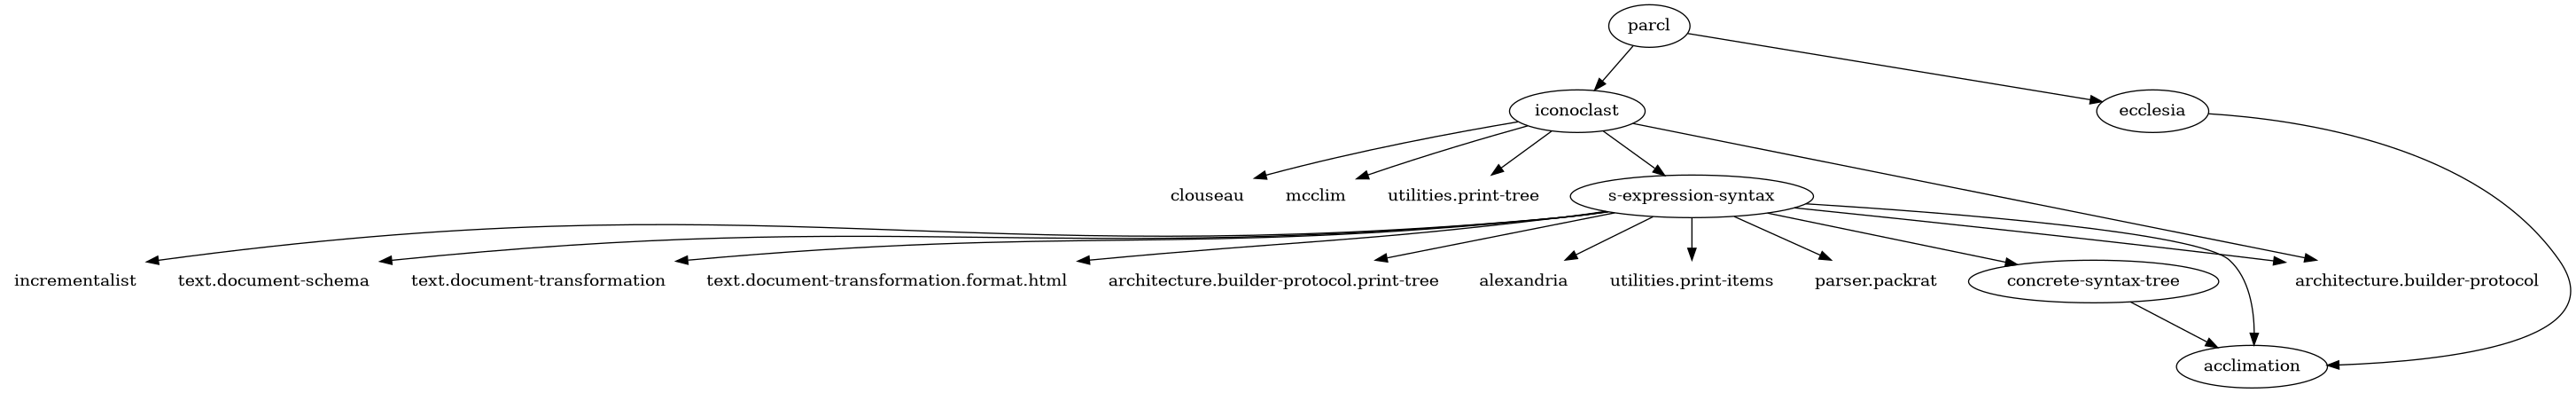 parcl
iconoclast
ecclesia
clouseau
mcclim
utilities.print-tree
s-expression-syntax
incrementalist
text.document-schema
text.document-transformation
text.document-transformation.format.html
architecture.builder-protocol.print-tree
alexandria
utilities.print-items
parser.packrat
concrete-syntax-tree
architecture.builder-protocol
acclimation